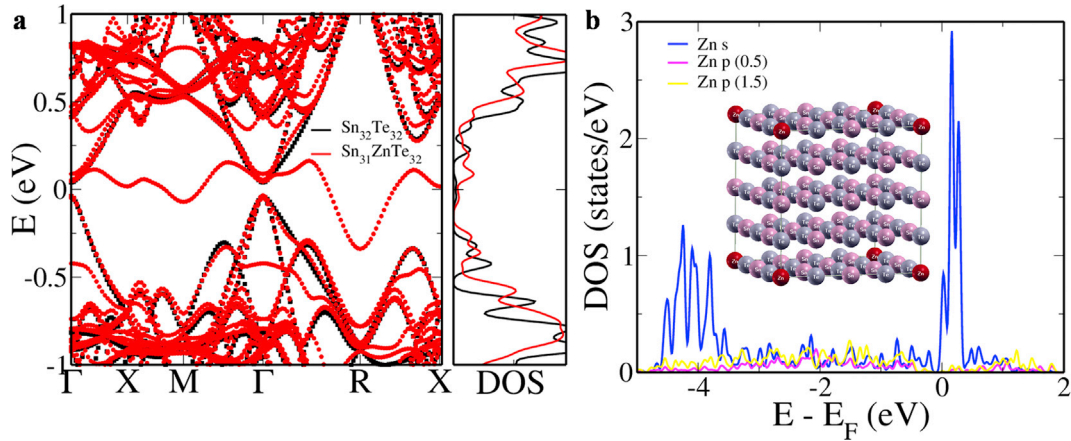 a
1
0.5
0
-0.5
-1
E (eV)
Sn₃₂Te₃₂
Sn₃₁ZnTe₃₂
Γ X M Γ R X
DOS
b
3
2
1
0
DOS (states/eV)
Zn s
Zn p (0.5)
Zn p (1.5)
-4 -2 0 2
E - E_F (eV)